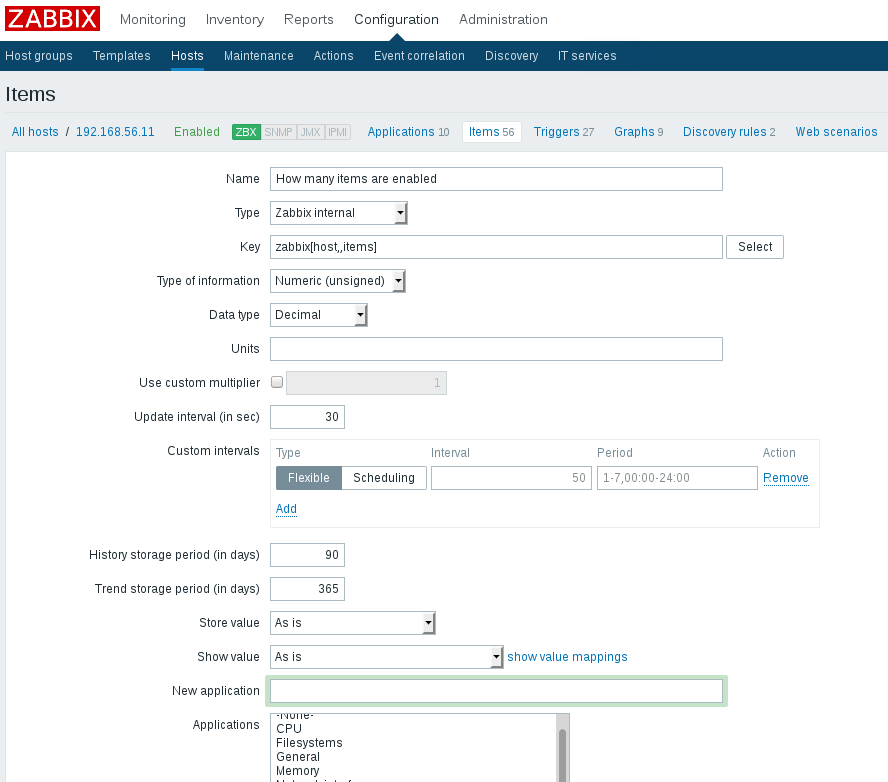 ZABBIX Monitoring Inventory Reports Configuration Administration
Host groups Templates Hosts Maintenance Actions Event correlation Discovery IT services
Items
All hosts / 192.168.56.11 Enabled ZBX SNMP JMX IPMI Applications 10 Items 56 Triggers 27 Graphs 9 Discovery rules 2 Web scenarios
Name How many items are enabled
Type Zabbix internal
Key zabbix[host,,items] Select
Type of information Numeric (unsigned)
Data type Decimal
Units
Use custom multiplier 1
Update interval (in sec) 30
Custom intervals Type Interval Period Action
Flexible Scheduling 50 1-7,00:00-24:00 Remove
Add
History storage period (in days) 90
Trend storage period (in days) 365
Store value As is
Show value As is show value mappings
New application
Applications -None-
CPU
Filesystems
General
Memory